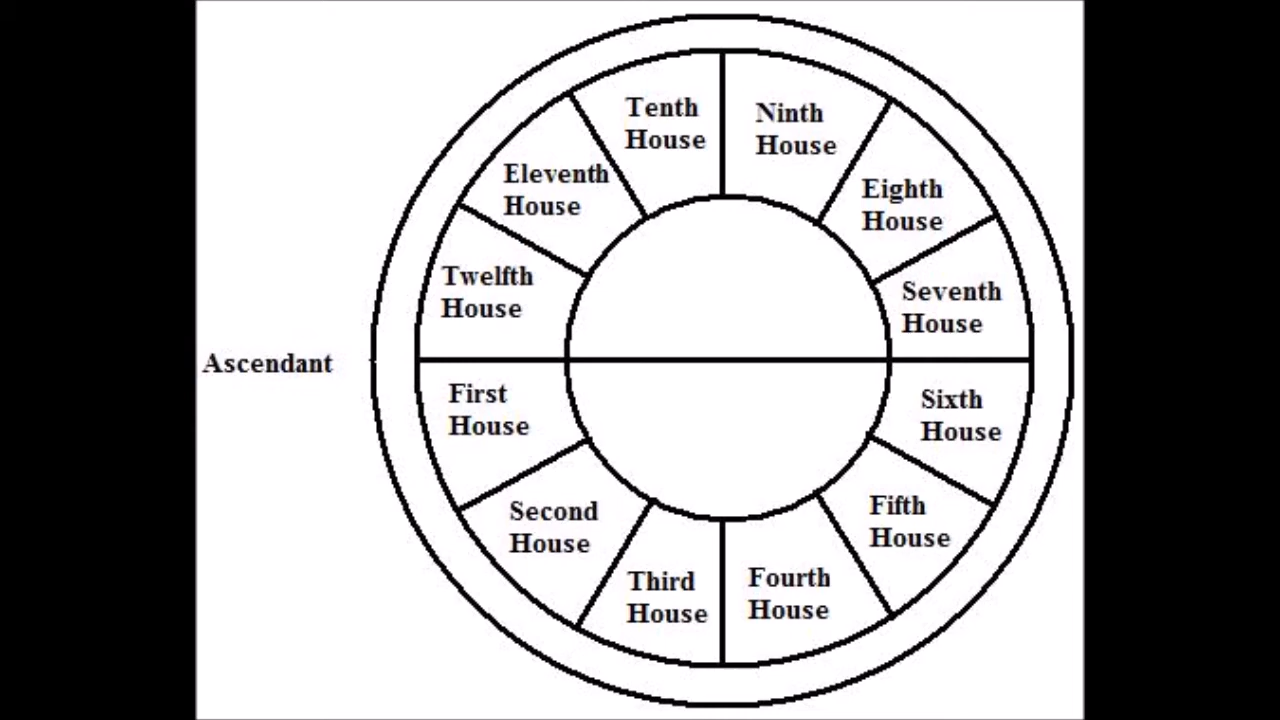 Tenth
House
Ninth
House
Eleventh
House
Eighth
House
Twelfth
House
Seventh
House
Ascendant
First
House
Sixth
House
Second
House
Fifth
House
Third
House
Fourth
House